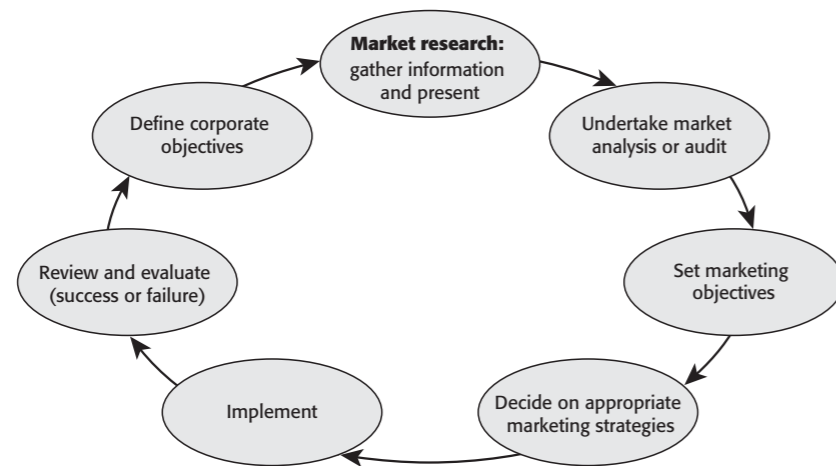 Market research:
gather information
and present
Undertake market
analysis or audit
Set marketing
objectives
Decide on appropriate
marketing strategies
Implement
Review and evaluate
(success or failure)
Define corporate
objectives